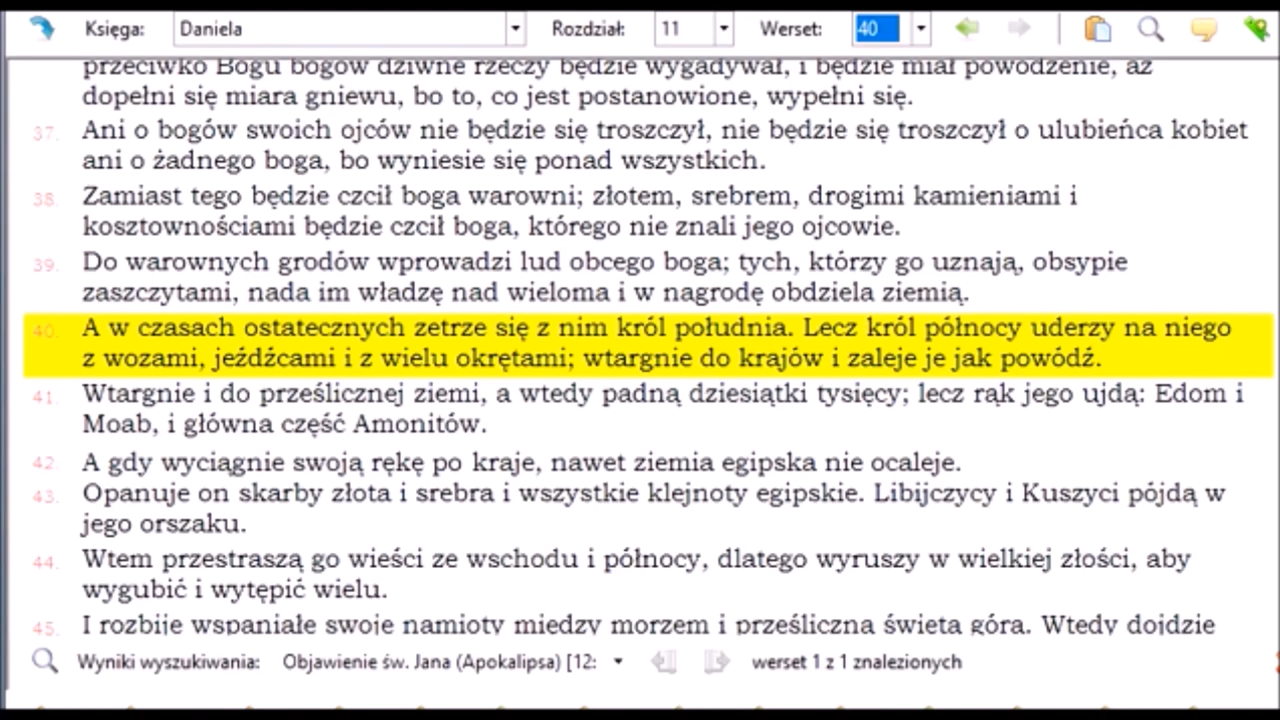 Księga: Daniela Rozdział: 11 Werset: 40
przeciwko Bogu bogów dziwne rzeczy będzie wygadywał, i będzie miał powodzenie, aż
dopełni się miara gniewu, bo to, co jest postanowione, wypełni się.
37. Ani o bogów swoich ojców nie będzie się troszczył, nie będzie się troszczył o ulubieńca kobiet
ani o żadnego boga, bo wyniesie się ponad wszystkich.
38. Zamiast tego będzie czcił boga warowni; złotem, srebrem, drogimi kamieniami i
kosztownościami będzie czcił boga, którego nie znali jego ojcowie.
39. Do warownych grodów wprowadzi lud obcego boga; tych, którzy go uznają, obsypie
zaszczytami, nada im władzę nad wieloma i w nagrodę obdziela ziemią.
40. A w czasach ostatecznych zetrze się z nim król południa. Lecz król północy uderzy na niego
z wozami, jeźdźcami i z wielu okrętami; wtargnie do krajów i zaleje je jak powódź.
41. Wtargnie i do prześlicznej ziemi, a wtedy padną dziesiątki tysięcy; lecz rąk jego ujdą: Edom i
Moab, i główna część Amonitów.
42. A gdy wyciągnie swoją rękę po kraje, nawet ziemia egipska nie ocaleje.
43. Opanuje on skarby złota i srebra i wszystkie klejnoty egipskie. Libijczycy i Kuszyci pójdą w
jego orszaku.
44. Wtem przestraszą go wieści ze wschodu i północy, dlatego wyruszy w wielkiej złości, aby
wygubić i wytępić wielu.
45. I rozbije wspaniałe swoje namioty między morzem i prześliczną świętą górą. Wtedy dojdzie
Wyniki wyszukiwania: Objawienie św. Jana (Apokalipsa) [12: werset 1 z 1 znalezionych